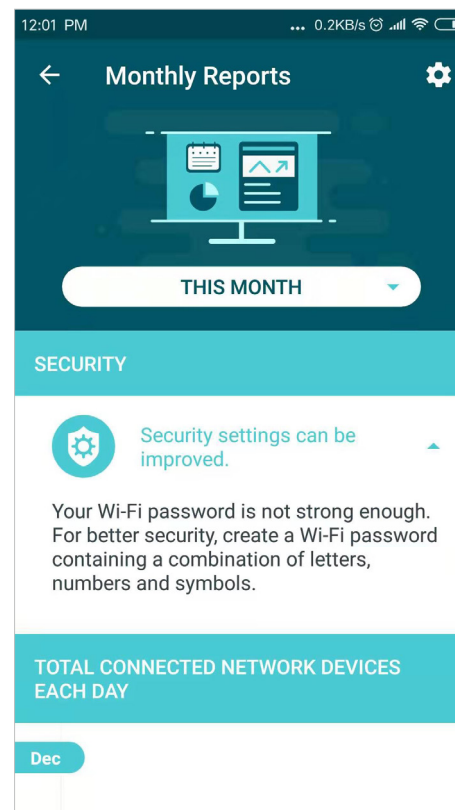 12:01 PM ... 0.2KB/s
Monthly Reports
THIS MONTH
SECURITY
Security settings can be
improved.
Your Wi-Fi password is not strong enough.
For better security, create a Wi-Fi password
containing a combination of letters,
numbers and symbols.
TOTAL CONNECTED NETWORK DEVICES
EACH DAY
Dec